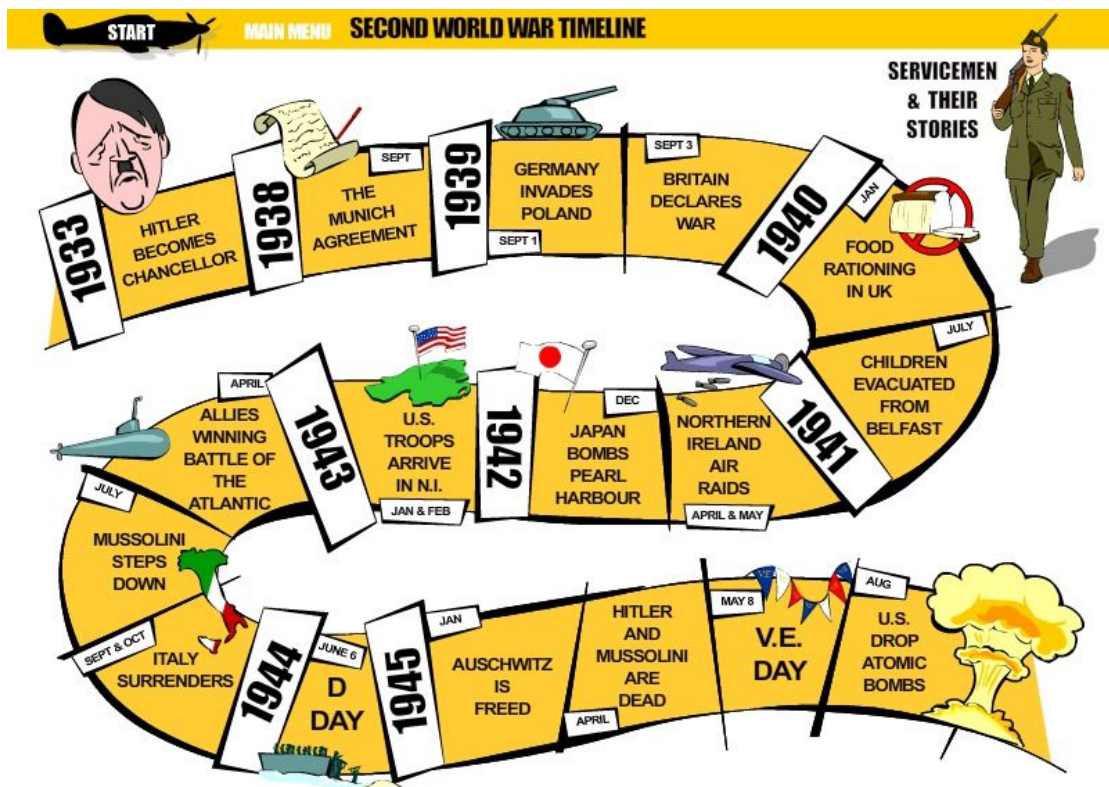 START
MAIN MENU
SECOND WORLD WAR TIMELINE
SERVICEMEN
& THEIR
STORIES
1933
HITLER
BECOMES
CHANCELLOR
1938
SEPT
THE
MUNICH
AGREEMENT
1939
GERMANY
INVADES
POLAND
SEPT 1
SEPT 3
BRITAIN
DECLARES
WAR
1940
JAN
FOOD
RATIONING
IN UK
JULY
CHILDREN
EVACUATED
FROM
BELFAST
1941
NORTHERN
IRELAND
AIR
RAIDS
APRIL & MAY
DEC
JAPAN
BOMBS
PEARL
HARBOUR
1942
U.S.
TROOPS
ARRIVE
IN N.I.
JAN & FEB
1943
APRIL
ALLIES
WINNING
BATTLE OF
THE
ATLANTIC
JULY
MUSSOLINI
STEPS
DOWN
SEPT & OCT
ITALY
SURRENDERS
1944
JUNE 6
D
DAY
1945
JAN
AUSCHWITZ
IS
FREED
HITLER
AND
MUSSOLINI
ARE
DEAD
APRIL
MAY 8
V.E.
DAY
AUG
U.S.
DROP
ATOMIC
BOMBS